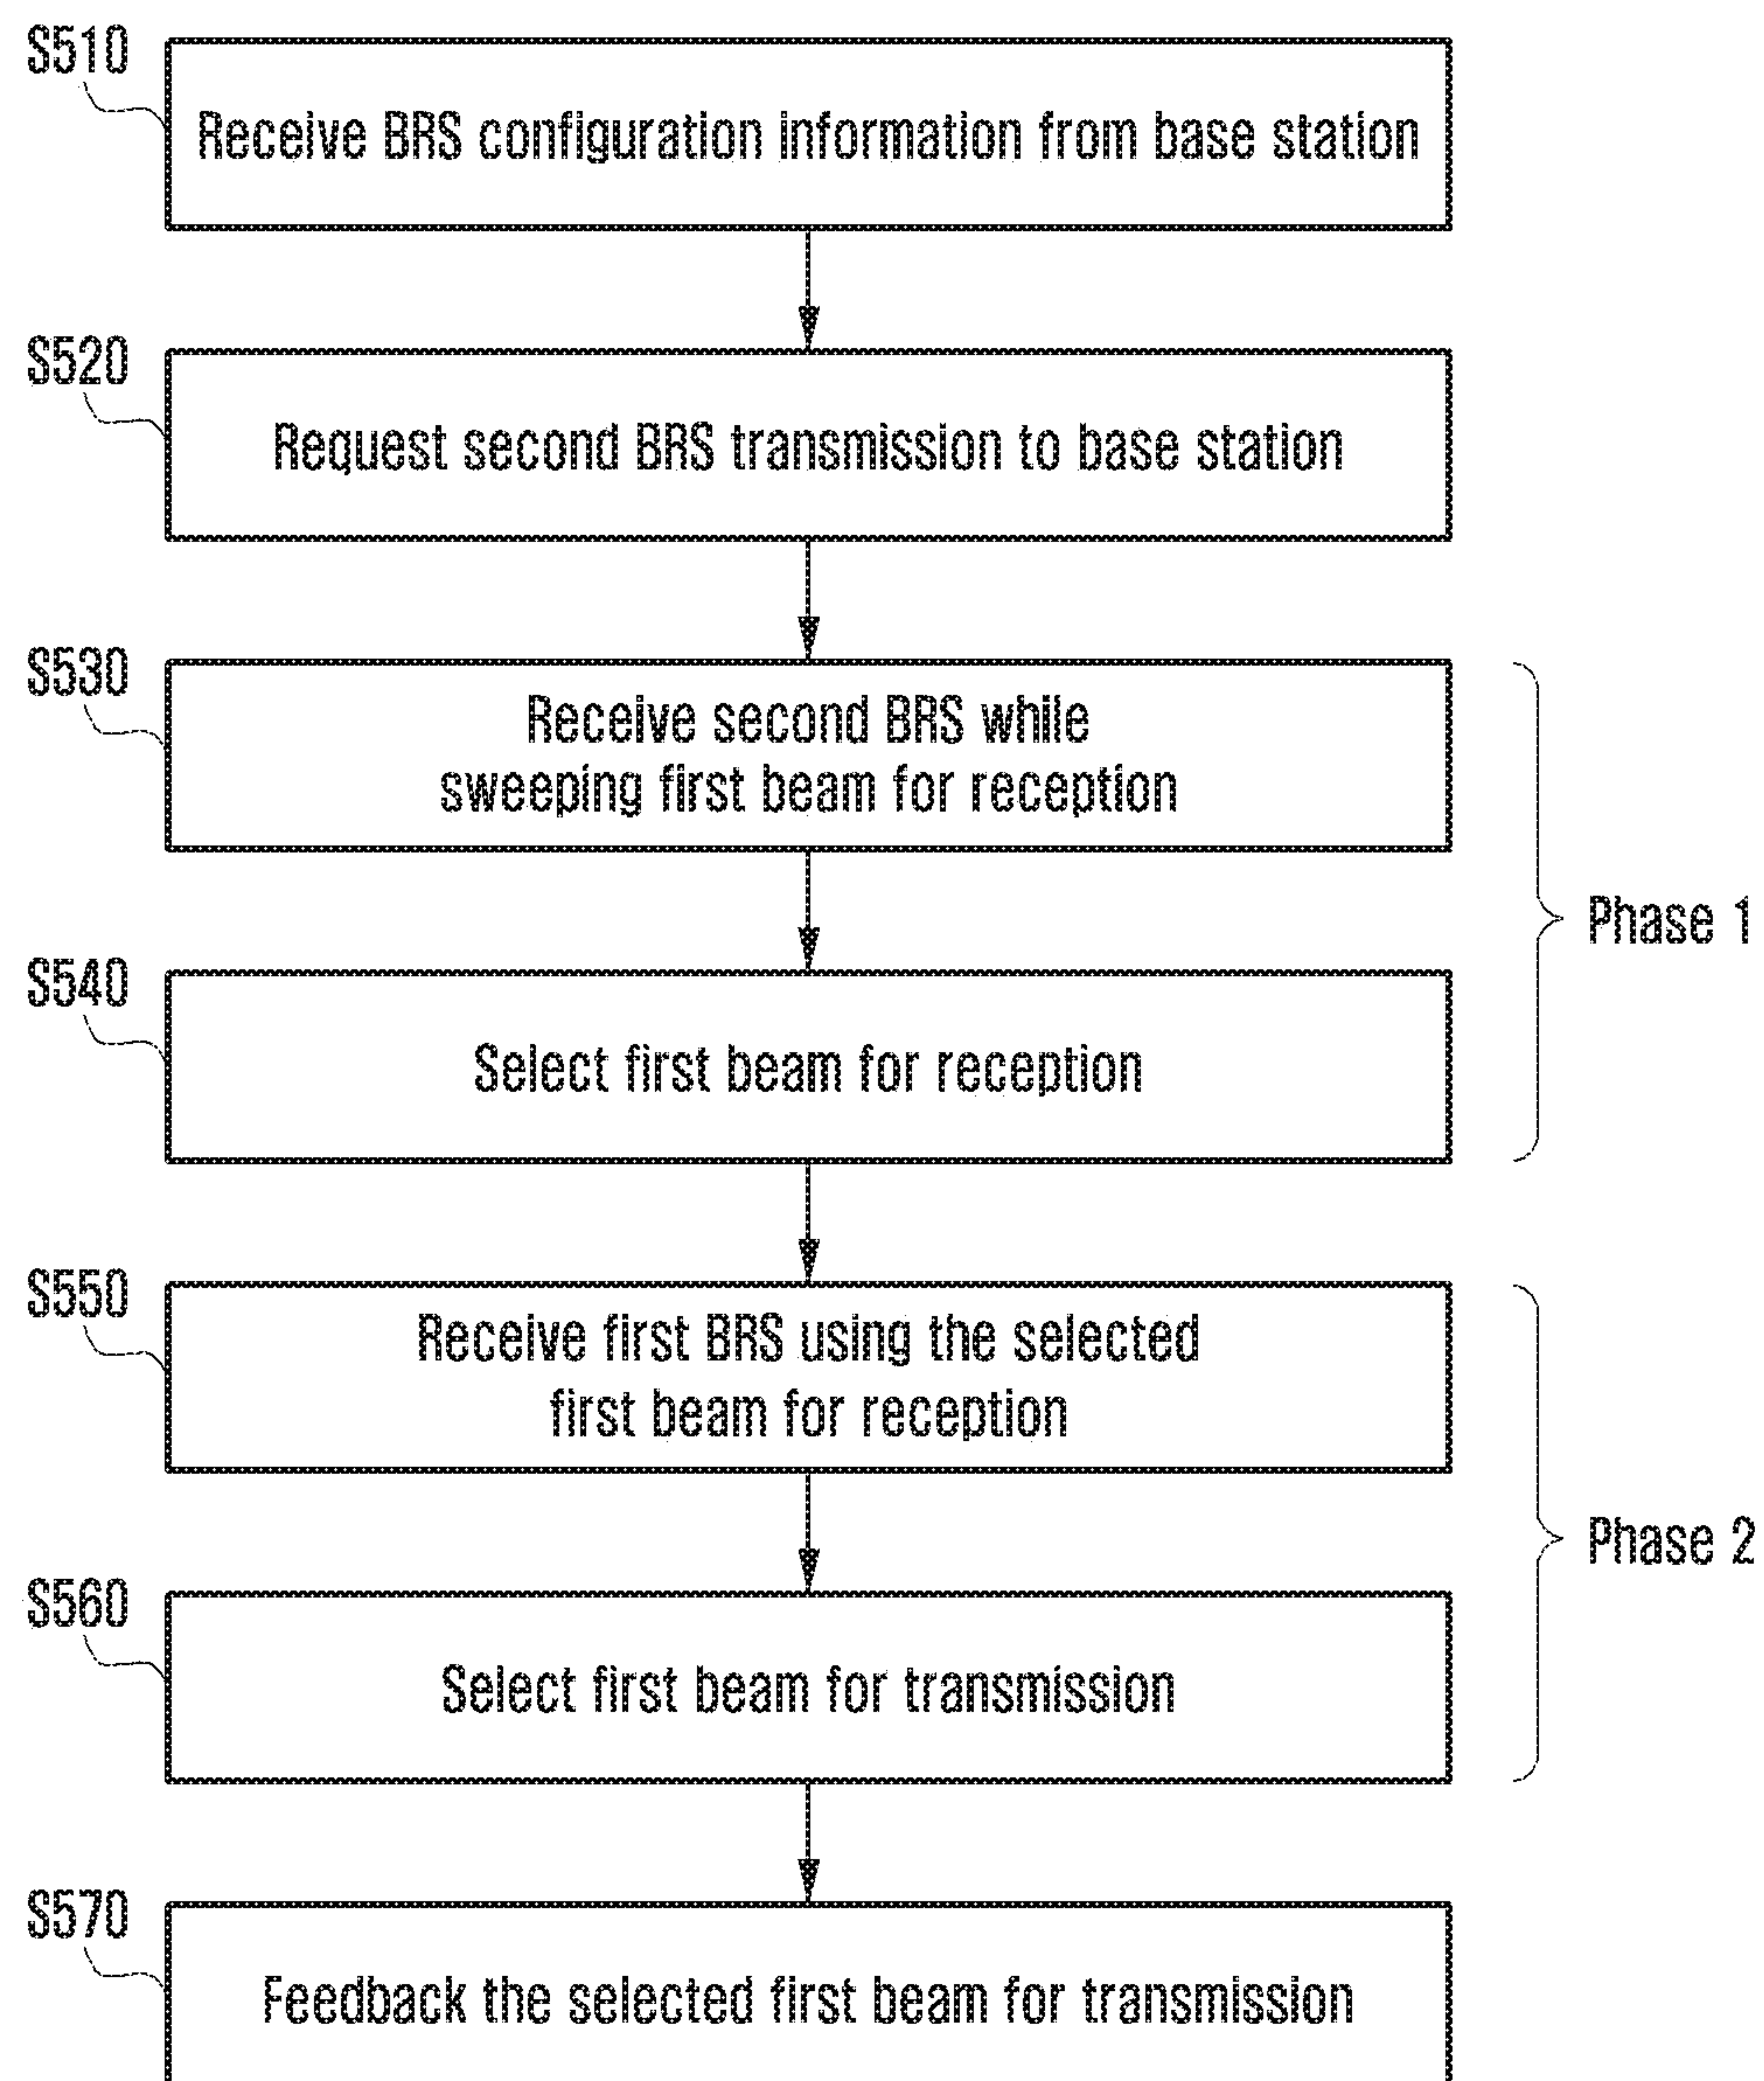 S510
Receive BRS configuration information from base station
S520
Request second BRS transmission to base station
S530
Receive second BRS while
sweeping first beam for reception
S540
Select first beam for reception
Phase 1
S550
Receive first BRS using the selected
first beam for reception
S560
Select first beam for transmission
Phase 2
S570
Feedback the selected first beam for transmission